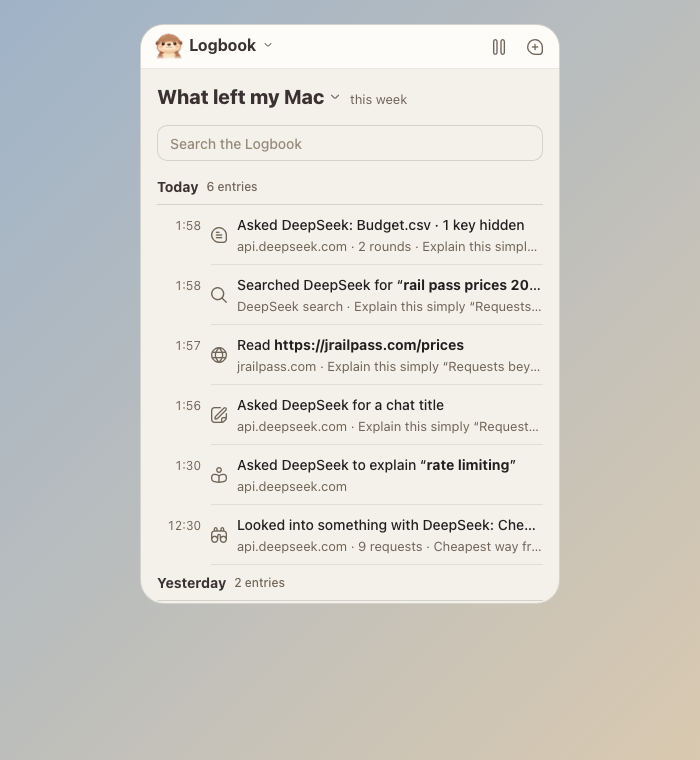 Logbook
What left my Mac this week
Search the Logbook
Today 6 entries
1:58 Asked DeepSeek: Budget.csv · 1 key hidden
api.deepseek.com · 2 rounds · Explain this simpl…
1:58 Searched DeepSeek for “rail pass prices 20…
DeepSeek search · Explain this simply “Requests…
1:57 Read https://jrailpass.com/prices
jrailpass.com · Explain this simply “Requests bey…
1:56 Asked DeepSeek for a chat title
api.deepseek.com · Explain this simply “Request…
1:30 Asked DeepSeek to explain “rate limiting”
api.deepseek.com
12:30 Looked into something with DeepSeek: Che…
api.deepseek.com · 9 requests · Cheapest way fr…
Yesterday 2 entries